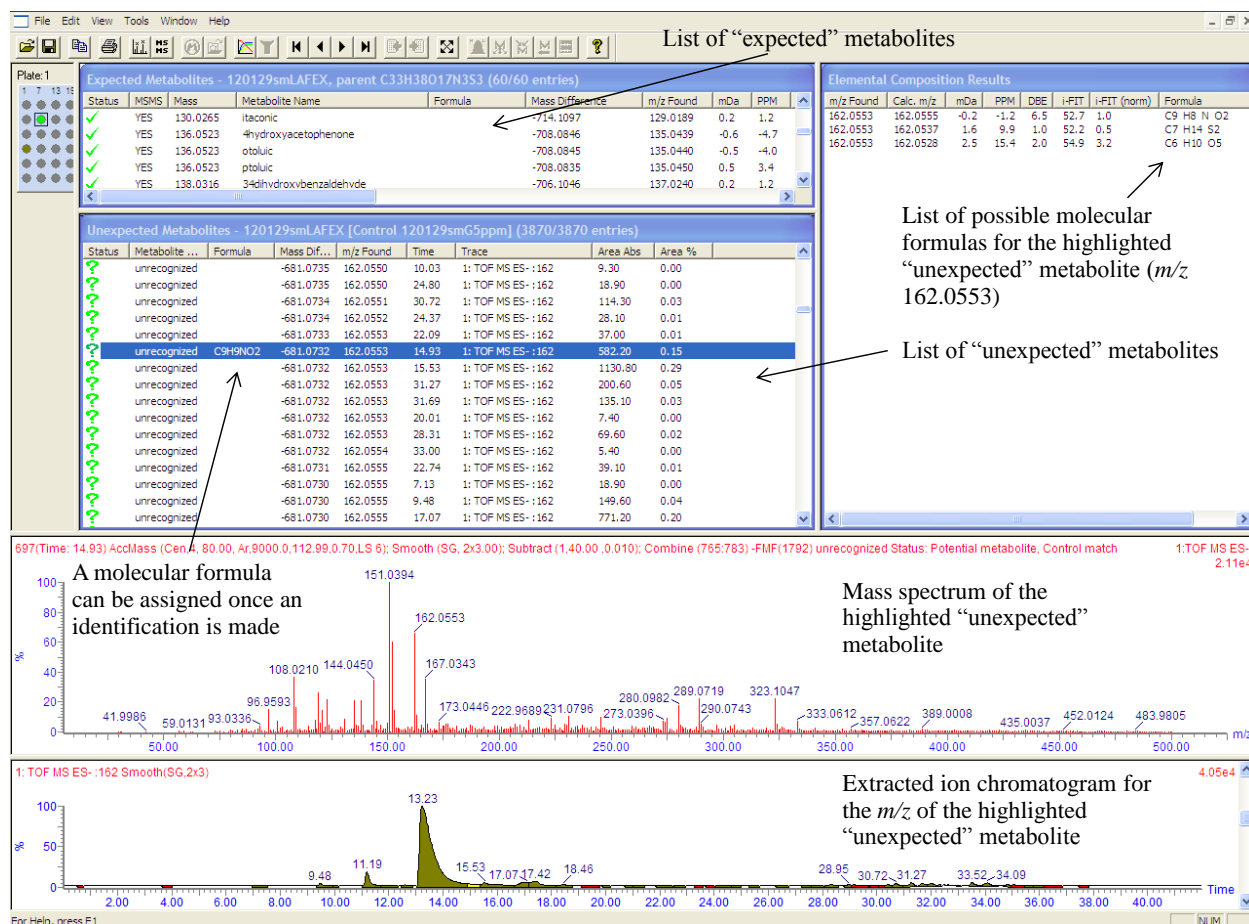 File Edit View Tools Window Help
List of “expected” metabolites
Plate: 1
1 7 13 19
Expected Metabolites - 120129smLAFEX, parent C33H38O17N3S3 (60/60 entries)
Status MSMS Mass Metabolite Name Formula Mass Difference m/z Found mDa PPM
YES 130.0265 itaconic -714.1097 129.0189 0.2 1.2
YES 136.0523 4hydroxyacetophenone -708.0846 135.0439 -0.6 -4.7
YES 136.0523 otoluic -708.0845 135.0440 -0.5 -4.0
YES 136.0523 ptoluic -708.0835 135.0450 0.5 3.4
YES 138.0316 34dihydroxybenzaldehyde -706.1046 137.0240 0.2 1.2
Elemental Composition Results
m/z Found Calc. m/z mDa PPM DBE i-FIT i-FIT (norm) Formula
162.0553 162.0555 -0.2 -1.2 6.5 52.7 1.0 C9 H8 N O2
162.0553 162.0537 1.6 9.9 1.0 52.2 0.5 C7 H14 S2
162.0553 162.0528 2.5 15.4 2.0 54.9 3.2 C6 H10 O5
List of possible molecular
formulas for the highlighted
“unexpected” metabolite (m/z
162.0553)
Unexpected Metabolites - 120129smLAFEX [Control 120129smG5ppm] (3870/3870 entries)
Status Metabolite ... Formula Mass Dif... m/z Found Time Trace Area Abs Area %
? unrecognized -681.0735 162.0550 10.03 1: TOF MS ES- :162 9.30 0.00
? unrecognized -681.0735 162.0550 24.80 1: TOF MS ES- :162 18.90 0.00
? unrecognized -681.0734 162.0551 30.72 1: TOF MS ES- :162 114.30 0.03
? unrecognized -681.0734 162.0552 24.37 1: TOF MS ES- :162 28.10 0.01
? unrecognized -681.0733 162.0553 22.09 1: TOF MS ES- :162 37.00 0.01
? unrecognized C9H9NO2 -681.0732 162.0553 14.93 1: TOF MS ES- :162 582.20 0.15
? unrecognized -681.0732 162.0553 15.53 1: TOF MS ES- :162 1130.80 0.29
? unrecognized -681.0732 162.0553 31.27 1: TOF MS ES- :162 200.60 0.05
? unrecognized -681.0732 162.0553 31.69 1: TOF MS ES- :162 135.10 0.03
? unrecognized -681.0732 162.0553 20.01 1: TOF MS ES- :162 7.40 0.00
? unrecognized -681.0732 162.0553 28.31 1: TOF MS ES- :162 69.60 0.02
? unrecognized -681.0732 162.0554 33.00 1: TOF MS ES- :162 5.40 0.00
? unrecognized -681.0731 162.0555 22.74 1: TOF MS ES- :162 39.10 0.01
? unrecognized -681.0730 162.0555 7.13 1: TOF MS ES- :162 18.90 0.00
? unrecognized -681.0730 162.0555 9.48 1: TOF MS ES- :162 149.60 0.04
? unrecognized -681.0730 162.0555 17.07 1: TOF MS ES- :162 771.20 0.20
List of “unexpected” metabolites
697(Time: 14.93) AccMass (Cen,4, 80.00, Ar,9000.0,112.99,0.70,LS 6); Smooth (SG, 2x3.00); Subtract (1,40.00 ,0.010); Combine (765:783) -FMF(1792) unrecognized Status: Potential metabolite, Control match 1:TOF MS ES-
2.11e4
A molecular formula
can be assigned once an
identification is made
Mass spectrum of the
highlighted “unexpected”
metabolite
100
80
60
40
20
0
%
41.9986 59.0131 93.0336 96.9593 108.0210 144.0450 151.0394 162.0553 167.0343 173.0446 222.9689 231.0796 273.0396 280.0982 289.0719 290.0743 323.1047 333.0612 357.0622 389.0008 435.0037 452.0124 483.9805
50.00 100.00 150.00 200.00 250.00 300.00 350.00 400.00 450.00 500.00 m/z
1: TOF MS ES- :162 Smooth(SG,2x3) 4.05e4
Extracted ion chromatogram for
the m/z of the highlighted
“unexpected” metabolite
100
50
0
%
9.48 11.19 13.23 15.53 17.07 17.42 18.46 28.95 30.72 31.27 33.52 34.09
2.00 4.00 6.00 8.00 10.00 12.00 14.00 16.00 18.00 20.00 22.00 24.00 26.00 28.00 30.00 32.00 34.00 36.00 38.00 40.00 Time
For Help, press F1 NUM